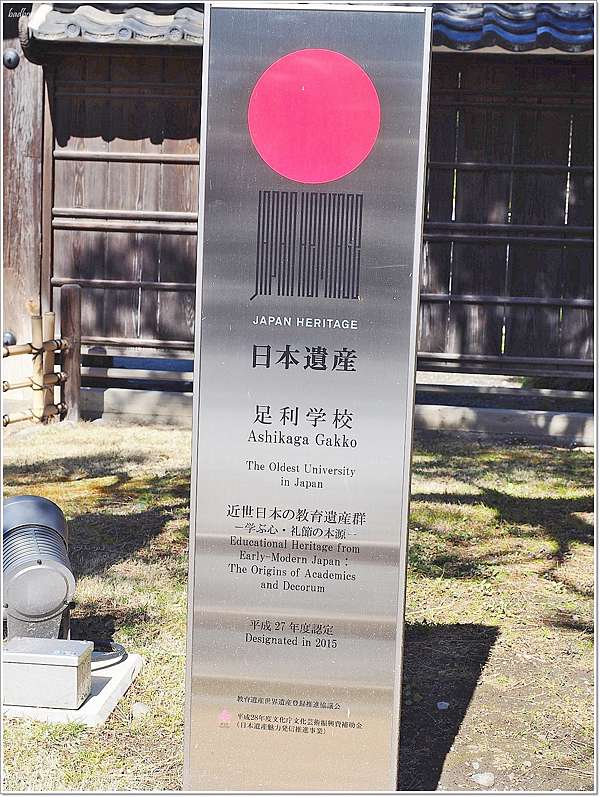 JAPAN HERITAGE
日本遺産
足利学校
Ashikaga Gakko
The Oldest University
in Japan
近世日本の教育遺産群
−学ぶ心・礼節の本源−
Educational Heritage from
Early-Modern Japan：
The Origins of Academics
and Decorum
平成27年度認定
Designated in 2015
教育遺産世界遺産登録推進協議会
平成28年度文化庁文化芸術振興費補助金
（日本遺産魅力発信推進事業）